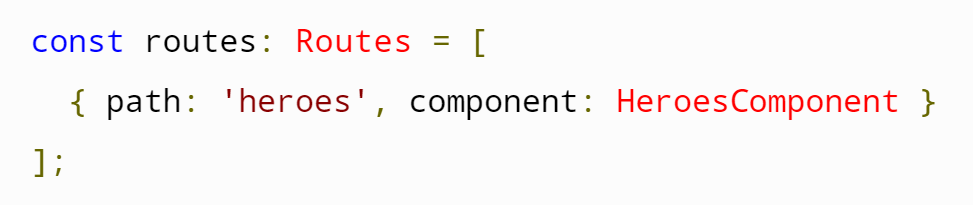 const routes: Routes = [
  { path: 'heroes', component: HeroesComponent }
];